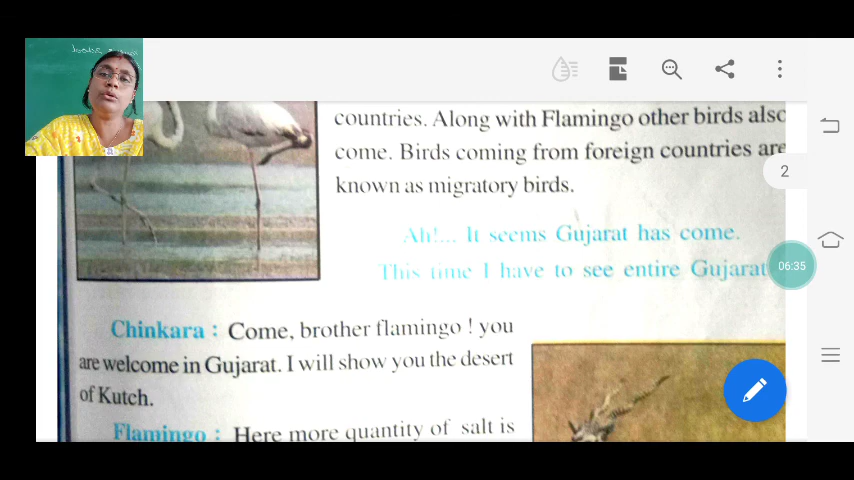 countries. Along with Flamingo other birds also
come. Birds coming from foreign countries are
known as migratory birds.
2
Ah!... It seems Gujarat has come.
This time I have to see entire Gujarat
06:35
Chinkara : Come, brother flamingo ! you
are welcome in Gujarat. I will show you the desert
of Kutch.
Flamingo : Here more quantity of salt is